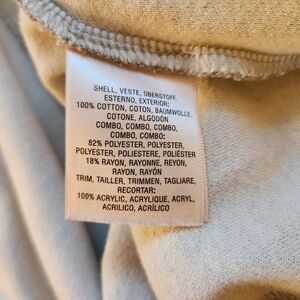 SHELL, VESTE, OBERSTOFF,
ESTERNO, EXTERIOR:
100% COTTON, COTON, BAUMWOLLE,
COTONE, ALGODÓN
COMBO, COMBO, COMBO,
COMBO, COMBO:
82% POLYESTER, POLYESTER,
POLYESTER, POLIESTERE, POLIÉSTER
18% RAYON, RAYONNE, REYON,
RAYON, RAYÓN
TRIM, TAILLER, TRIMMEN, TAGLIARE,
RECORTAR:
100% ACRYLIC, ACRYLIQUE, ACRYL,
ACRILICO, ACRÍLICO